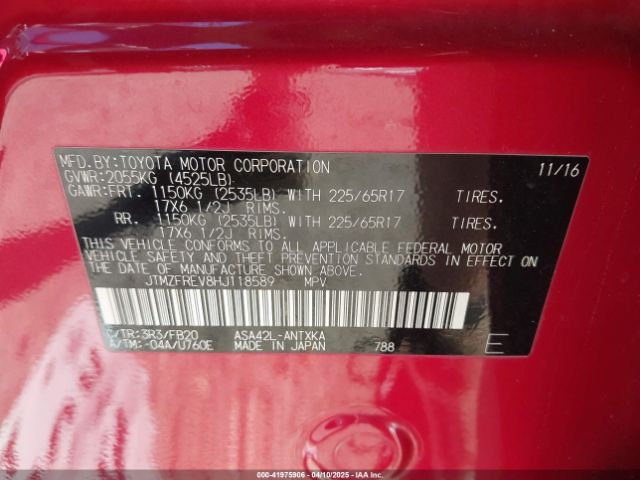 MFD.BY:TOYOTA MOTOR CORPORATION 11/16
GVWR:2055KG (4525LB)
GAWR:FRT. 1150KG (2535LB) WITH 225/65R17 TIRES.
17X6 1/2J RIMS.
RR. 1150KG (2535LB) WITH 225/65R17 TIRES.
17X6 1/2J RIMS.
THIS VEHICLE CONFORMS TO ALL APPLICABLE FEDERAL MOTOR
VEHICLE SAFETY AND THEFT PREVENTION STANDARDS IN EFFECT
ON THE DATE OF MANUFACTURE SHOWN ABOVE.
JTMZFREV8HJ118589 MPV
C/TR:3R3/FB20 ASA42L-ANTXKA
A/TM:-04A/U760E MADE IN JAPAN 788 E
000-41975906 - 04/10/2025 - IAAI.COM